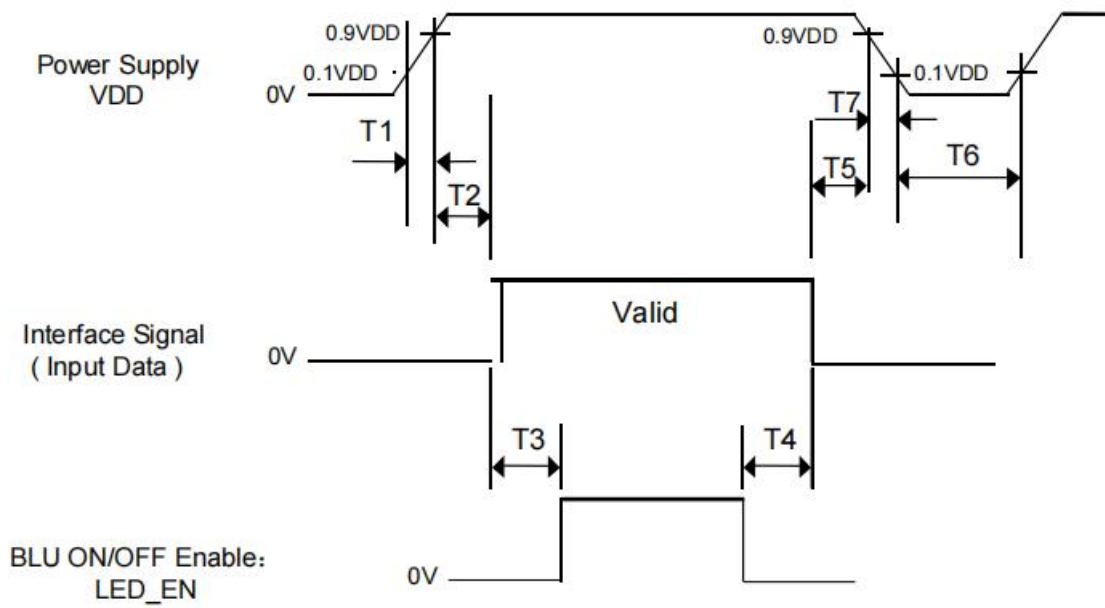 0.9VDD
0.9VDD
Power Supply
VDD
0.1VDD
0.1VDD
0V
T1
T7
T2
T5
T6
Valid
Interface Signal
( Input Data )
0V
T3
T4
BLU ON/OFF Enable：
LED_EN
0V